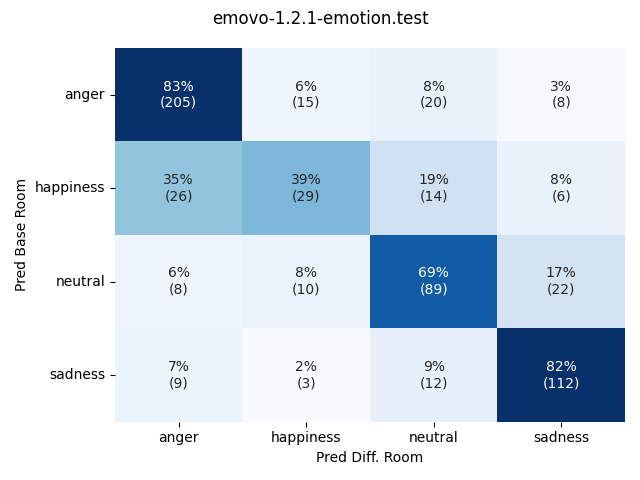 emovo-1.2.1-emotion.test
Pred Base Room
anger
83% 6% 8% 3%
(205) (15) (20) (8)
happiness
35% 39% 19% 8%
(26) (29) (14) (6)
neutral
6% 8% 69% 17%
(8) (10) (89) (22)
sadness
7% 2% 9% 82%
(9) (3) (12) (112)
anger happiness neutral sadness
Pred Diff. Room